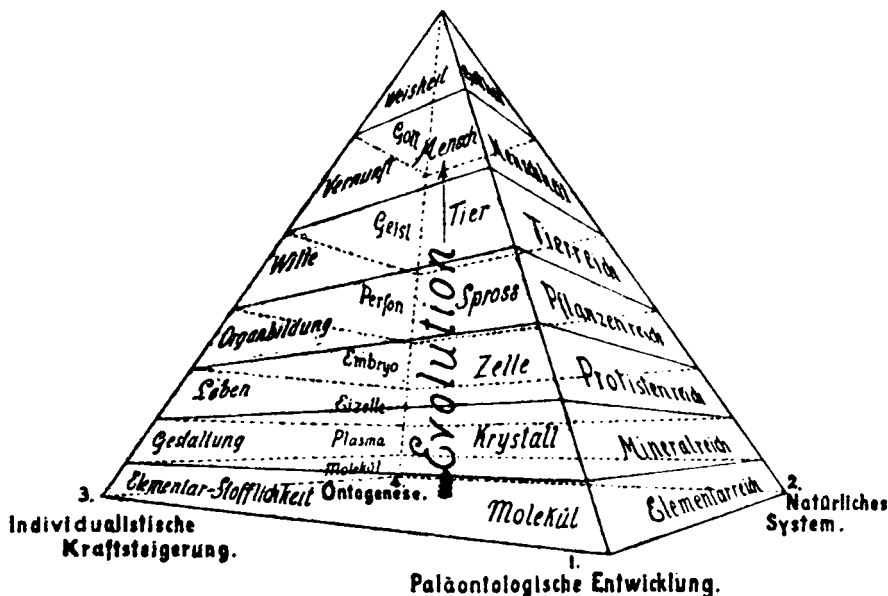 Weisheit
Gott Mensch
Vernunft
Menschheit
Geist Tier
Tierreich
Wille
Evolution
Person Spross Pflanzenreich
Organbildung
Embryo Zelle Protistenreich
Leben
Eizelle
Gestaltung Plasma Krystall Mineralreich
Molekül
3. Elementar-Stofflichkeit 4. Ontogenese. Molekül Elementarreich 2.
Individualistische
Kraftsteigerung.
Natürliches
System.
1.
Paläontologische Entwicklung.